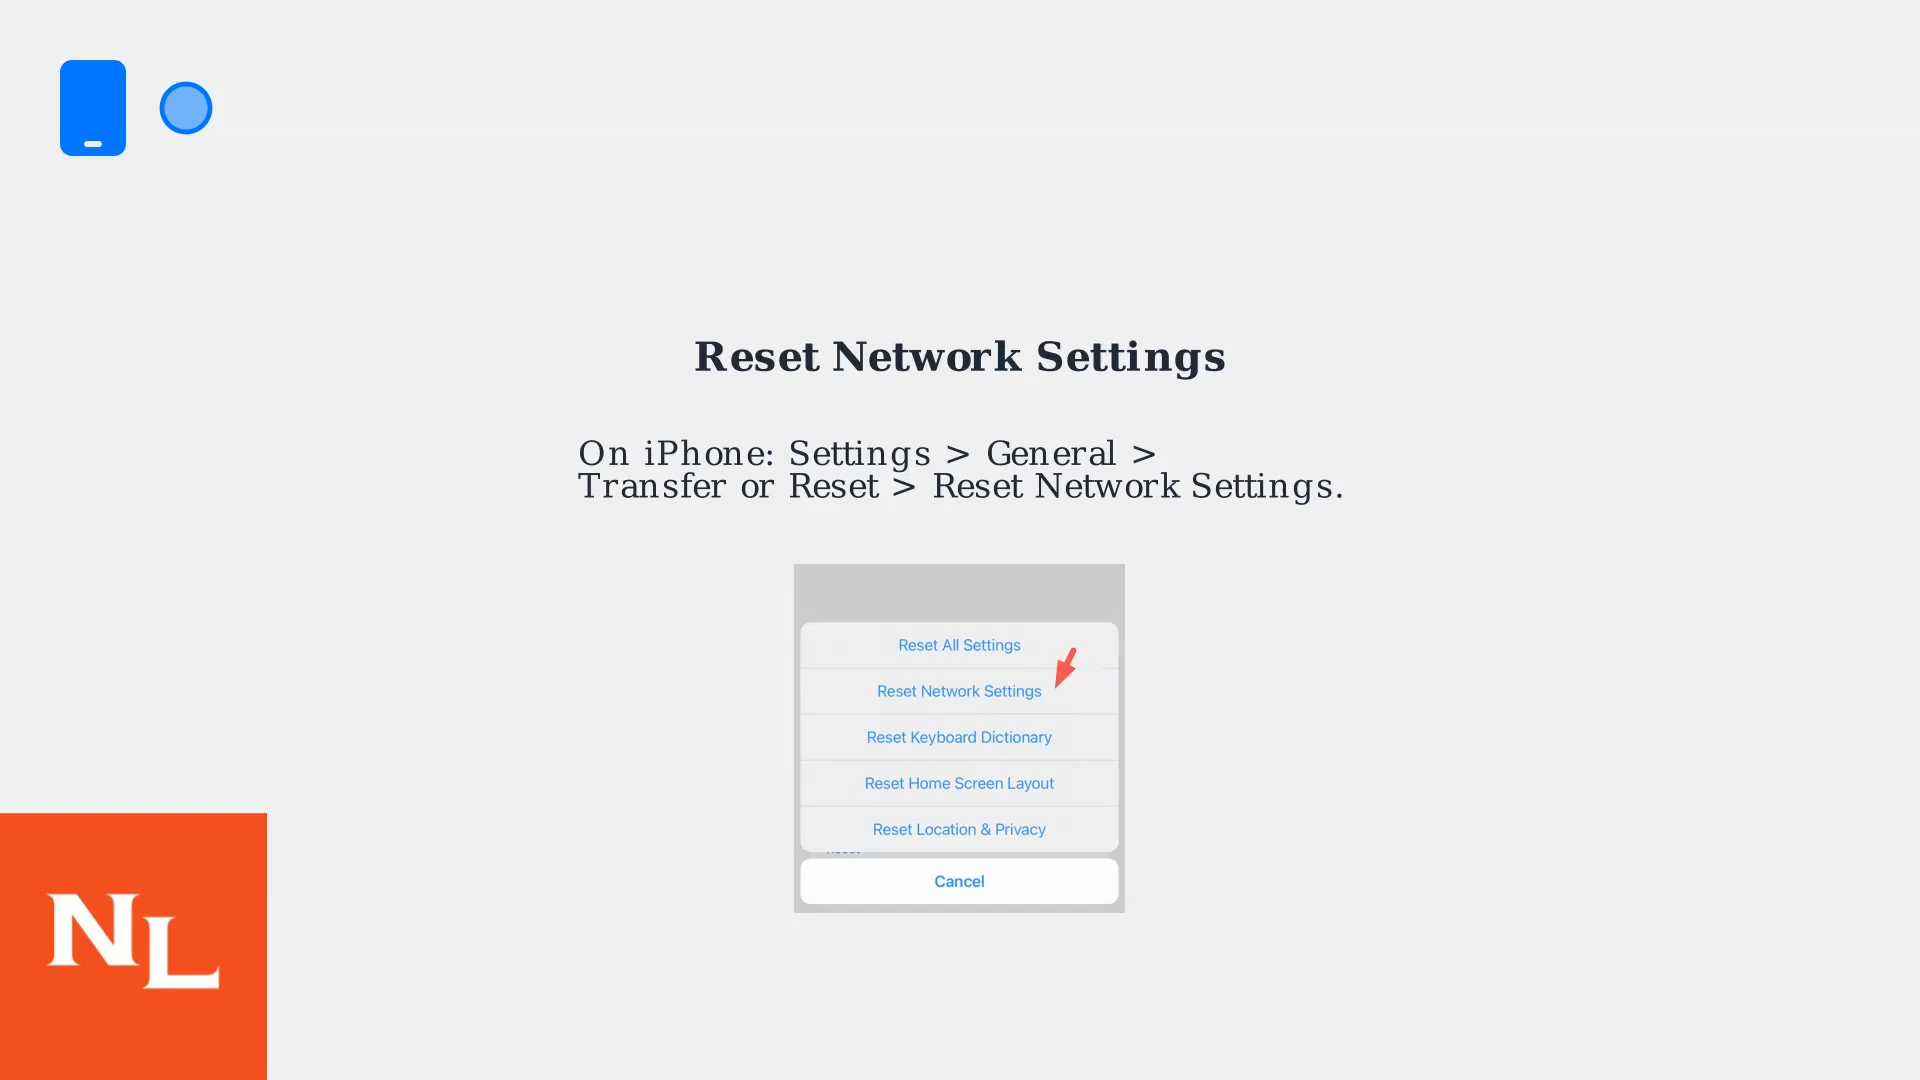 Reset Network Settings
On iPhone: Settings > General >
Transfer or Reset > Reset Network Settings.
Reset All Settings
Reset Network Settings
Reset Keyboard Dictionary
Reset Home Screen Layout
Reset Location & Privacy
Cancel
NL